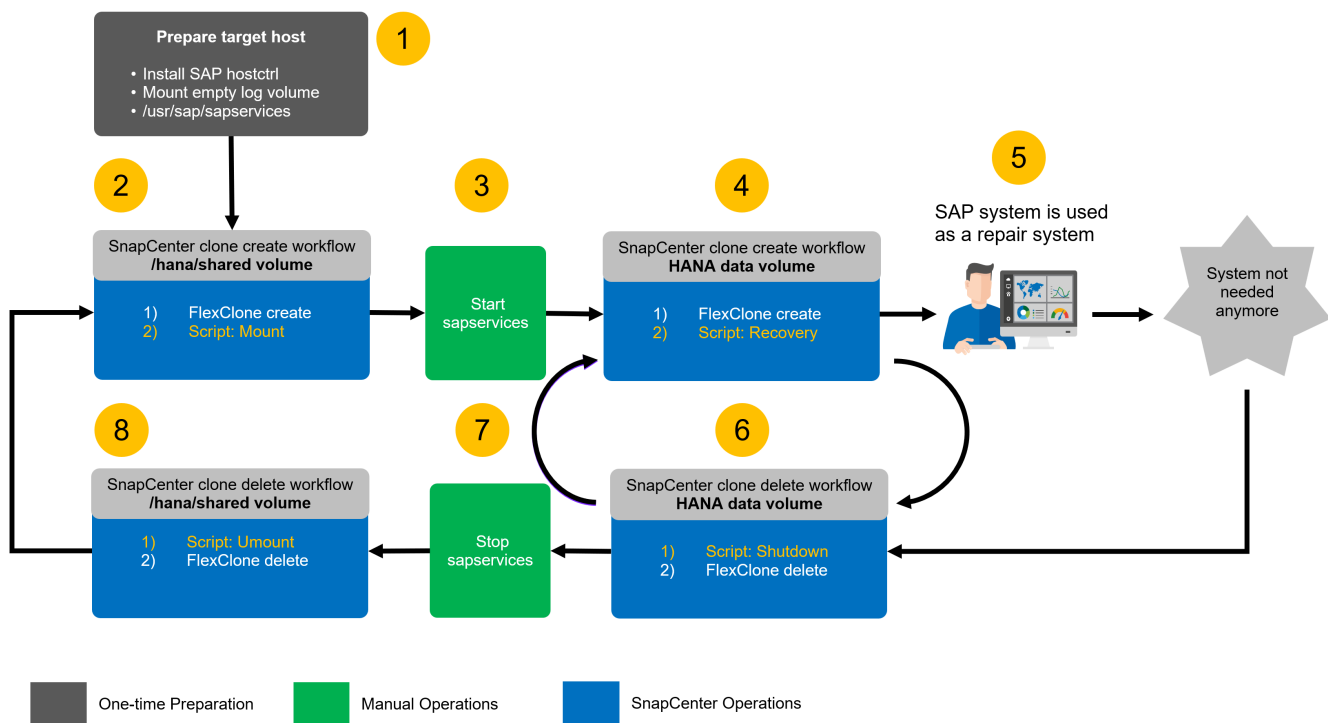 Prepare target host
• Install SAP hostctrl
• Mount empty log volume
• /usr/sap/sapservices
1
2
SnapCenter clone create workflow
/hana/shared volume
1) FlexClone create
2) Script: Mount
3
Start
sapservices
4
SnapCenter clone create workflow
HANA data volume
1) FlexClone create
2) Script: Recovery
5
SAP system is used
as a repair system
System not
needed
anymore
6
SnapCenter clone delete workflow
HANA data volume
1) Script: Shutdown
2) FlexClone delete
7
Stop
sapservices
8
SnapCenter clone delete workflow
/hana/shared volume
1) Script: Umount
2) FlexClone delete
One-time Preparation
Manual Operations
SnapCenter Operations